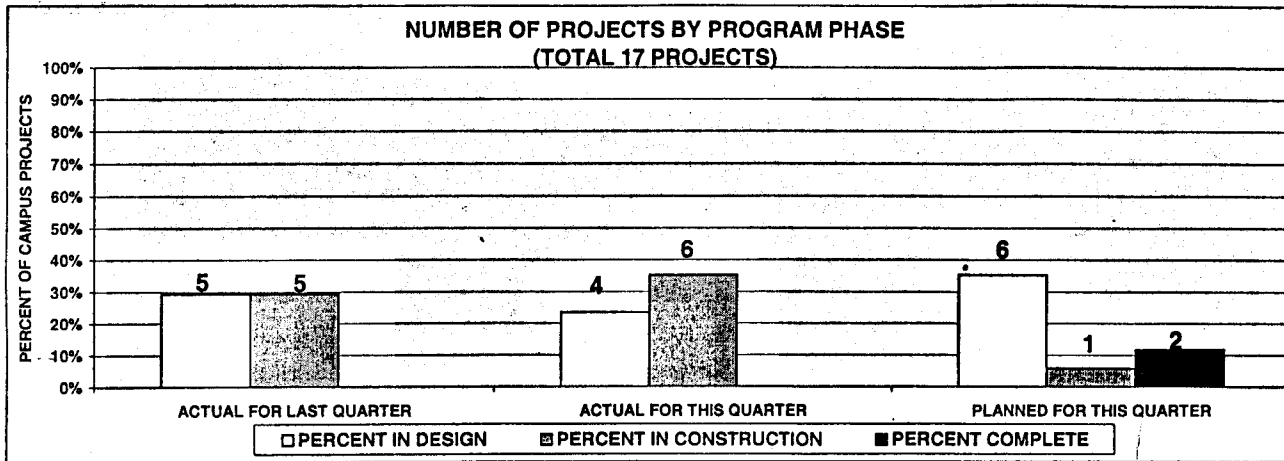 NUMBER OF PROJECTS BY PROGRAM PHASE
(TOTAL 17 PROJECTS)
PERCENT OF CAMPUS PROJECTS
100%
90%
80%
70%
60%
50%
40%
30%
20%
10%
0%
5 5 4 6 6 1 2
ACTUAL FOR LAST QUARTER ACTUAL FOR THIS QUARTER PLANNED FOR THIS QUARTER
PERCENT IN DESIGN PERCENT IN CONSTRUCTION PERCENT COMPLETE